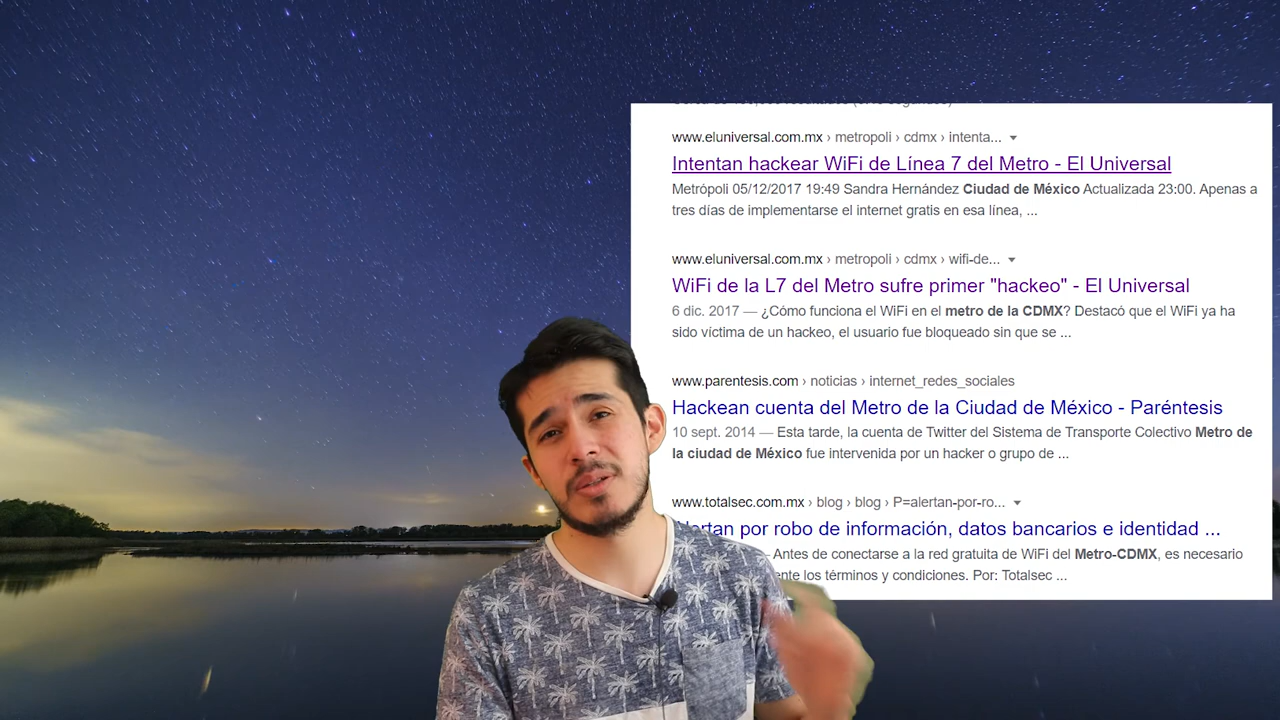 www.eluniversal.com.mx › metropoli › cdmx › intenta...
Intentan hackear WiFi de Línea 7 del Metro - El Universal
Metrópoli 05/12/2017 19:49 Sandra Hernández Ciudad de México Actualizada 23:00. Apenas a
tres días de implementarse el internet gratis en esa línea, ...
www.eluniversal.com.mx › metropoli › cdmx › wifi-de...
WiFi de la L7 del Metro sufre primer "hackeo" - El Universal
6 dic. 2017 — ¿Cómo funciona el WiFi en el metro de la CDMX? Destacó que el WiFi ya ha
sido víctima de un hackeo, el usuario fue bloqueado sin que se ...
www.parentesis.com › noticias › internet_redes_sociales
Hackean cuenta del Metro de la Ciudad de México - Paréntesis
10 sept. 2014 — Esta tarde, la cuenta de Twitter del Sistema de Transporte Colectivo Metro de
la ciudad de México fue intervenida por un hacker o grupo de ...
www.totalsec.com.mx › blog › blog › P=alertan-por-ro...
por robo de información, datos bancarios e identidad ...
— Antes de conectarse a la red gratuita de WiFi del Metro-CDMX, es necesario
los términos y condiciones. Por: Totalsec ...